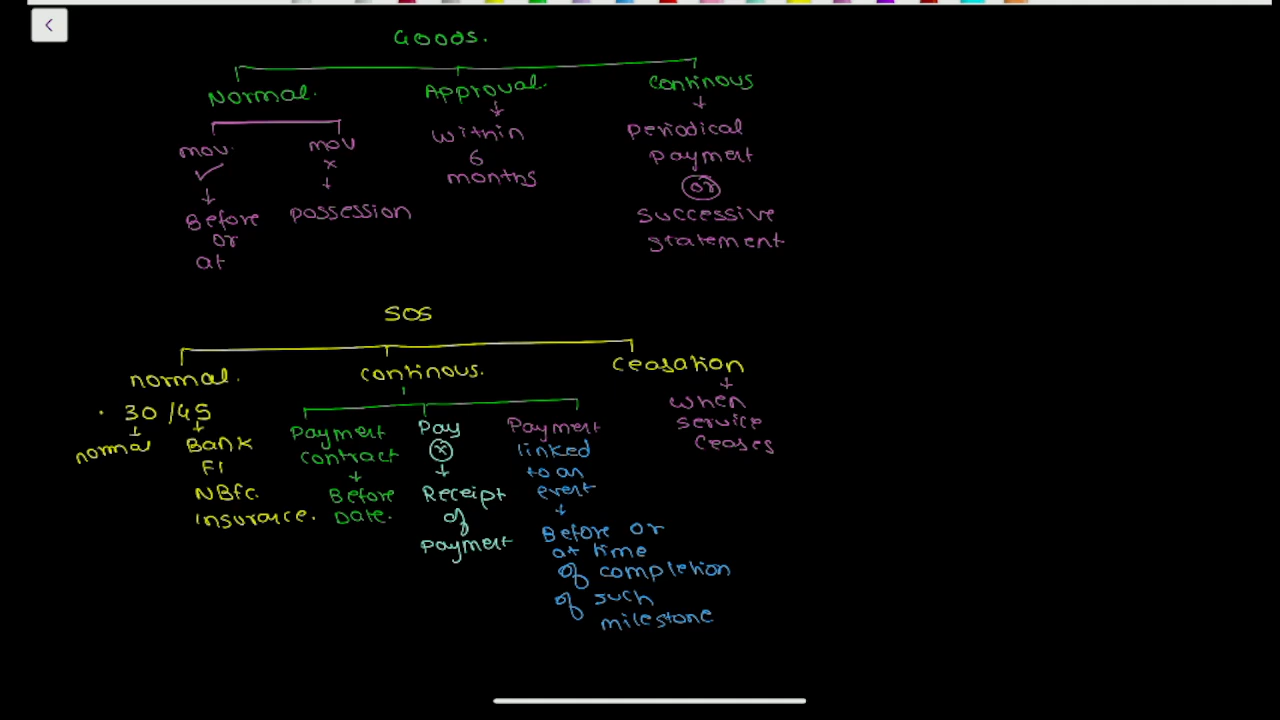 Goods.
Normal.
Approval.
Continous
mov.
mov
x
Before
or
at
possession
within
6
months
periodical
payment
or
successive
statement
SOS
normal.
continous.
Ceasation
30/45
normal
Bank
FI
NBfc.
insurance.
Payment
contract
Before
Date.
Pay
x
Receipt
of
payment
Payment
linked
to an
event
Before or
at time
of completion
of such
milestone
when
service
ceases